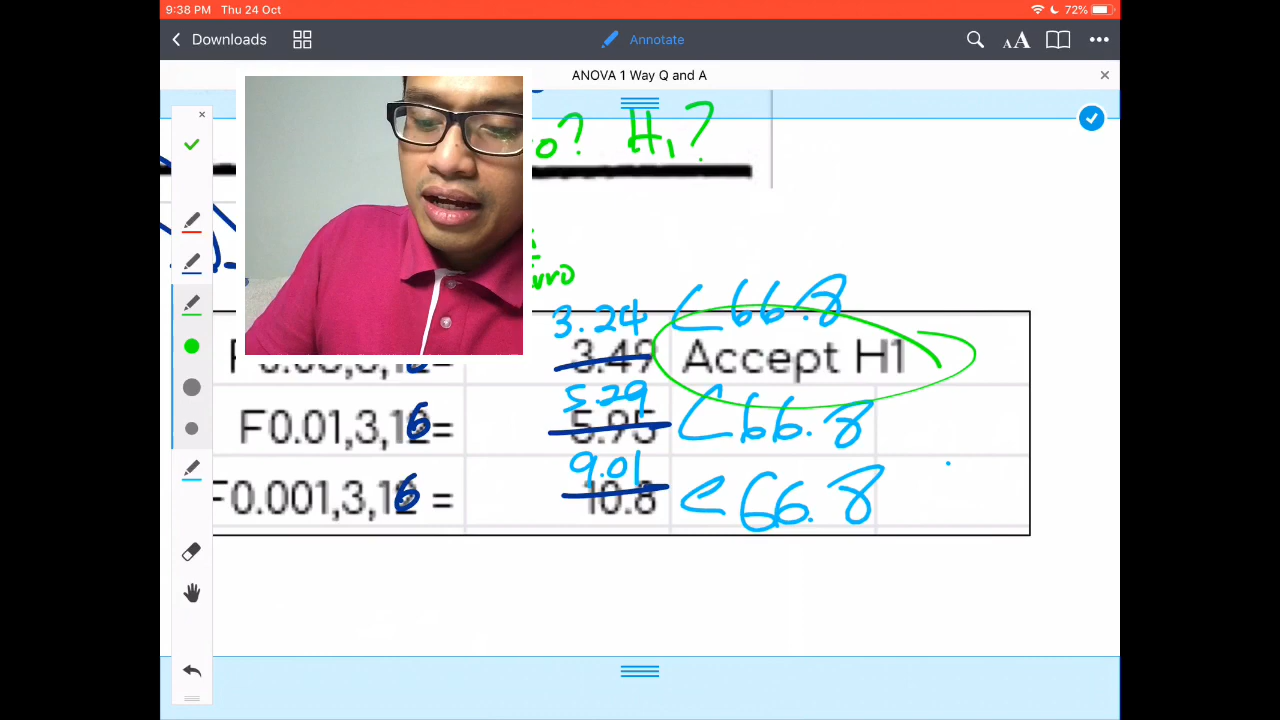 9:38 PM Thu 24 Oct
72%
Downloads
Annotate
AA
ANOVA 1 Way Q and A
o? H1?
3.24 <66.8
3.49 Accept H1
5.29
F0.01,3,16= 5.95 <66.8
9.01
F0.001,3,16 = 10.8 <66.8